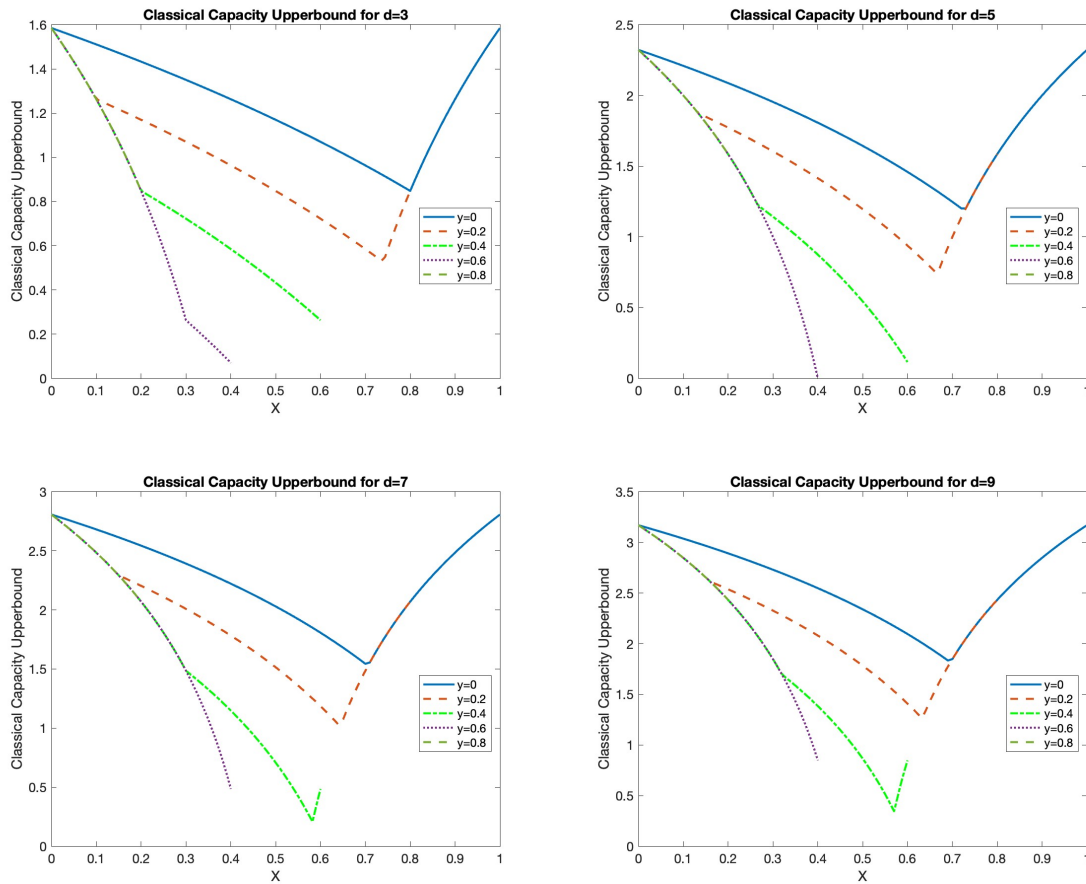 Classical Capacity Upperbound for d=3
Classical Capacity Upperbound
1.6
1.4
1.2
1
0.8
0.6
0.4
0.2
0
0
0.1
0.2
0.3
0.4
0.5
0.6
0.7
0.8
0.9
1
X
y=0
y=0.2
y=0.4
y=0.6
y=0.8
Classical Capacity Upperbound for d=5
Classical Capacity Upperbound
2.5
2
1.5
1
0.5
0
0
0.1
0.2
0.3
0.4
0.5
0.6
0.7
0.8
0.9
1
X
y=0
y=0.2
y=0.4
y=0.6
y=0.8
Classical Capacity Upperbound for d=7
Classical Capacity Upperbound
3
2.5
2
1.5
1
0.5
0
0
0.1
0.2
0.3
0.4
0.5
0.6
0.7
0.8
0.9
1
X
y=0
y=0.2
y=0.4
y=0.6
y=0.8
Classical Capacity Upperbound for d=9
Classical Capacity Upperbound
3.5
3
2.5
2
1.5
1
0.5
0
0
0.1
0.2
0.3
0.4
0.5
0.6
0.7
0.8
0.9
1
X
y=0
y=0.2
y=0.4
y=0.6
y=0.8